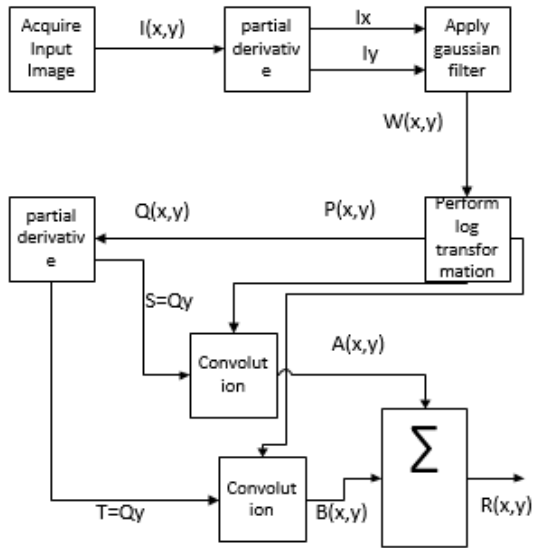 Acquire
Input
Image
I(x,y)
partial
derivativ
e
Ix
Iy
Apply
gaussian
filter
W(x,y)
partial
derivativ
e
Q(x,y)
P(x,y)
Perform
log
transfor
mation
S=Qy
Convolut
ion
A(x,y)
∑
T=Qy
Convolut
ion
B(x,y)
R(x,y)